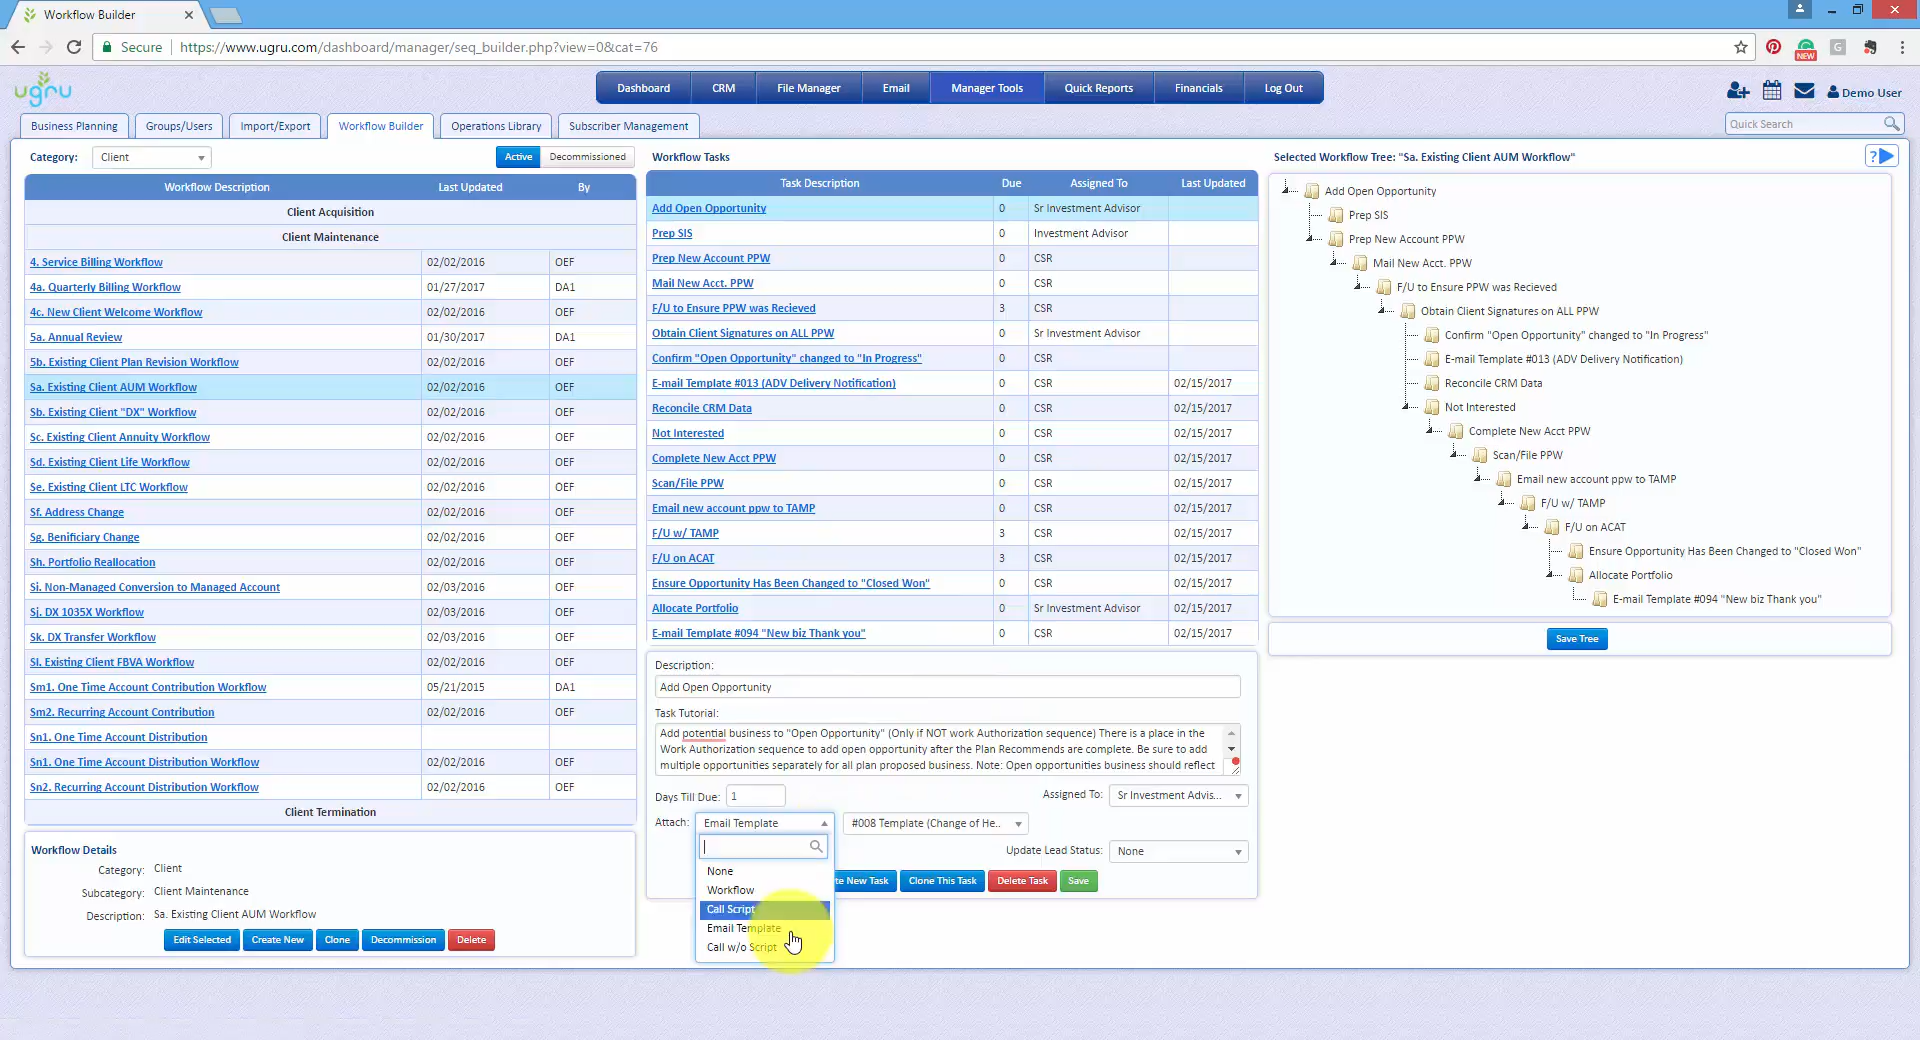 Workflow Builder
Secure
https://www.ugru.com/dashboard/manager/seq_builder.php?view=0&cat=76
NEW
ugru
Dashboard CRM File Manager Email Manager Tools Quick Reports Financials Log Out
Demo User
Business Planning Groups/Users Import/Export Workflow Builder Operations Library Subscriber Management
Quick Search
Category: Client Active Decommissioned
Workflow Description Last Updated By
Client Acquisition
Client Maintenance
4. Service Billing Workflow 02/02/2016 OEF
4a. Quarterly Billing Workflow 01/27/2017 DA1
4c. New Client Welcome Workflow 02/02/2016 OEF
5a. Annual Review 01/30/2017 DA1
5b. Existing Client Plan Revision Workflow 02/02/2016 OEF
Sa. Existing Client AUM Workflow 02/02/2016 OEF
Sb. Existing Client "DX" Workflow 02/02/2016 OEF
Sc. Existing Client Annuity Workflow 02/02/2016 OEF
Sd. Existing Client Life Workflow 02/02/2016 OEF
Se. Existing Client LTC Workflow 02/02/2016 OEF
Sf. Address Change 02/02/2016 OEF
Sg. Benificiary Change 02/02/2016 OEF
Sh. Portfolio Reallocation 02/02/2016 OEF
Si. Non-Managed Conversion to Managed Account 02/03/2016 OEF
Sj. DX 1035X Workflow 02/03/2016 OEF
Sk. DX Transfer Workflow 02/03/2016 OEF
Sl. Existing Client FBVA Workflow 02/02/2016 OEF
Sm1. One Time Account Contribution Workflow 05/21/2015 DA1
Sm2. Recurring Account Contribution 02/02/2016 OEF
Sn1. One Time Account Distribution
Sn1. One Time Account Distribution Workflow 02/02/2016 OEF
Sn2. Recurring Account Distribution Workflow 02/02/2016 OEF
Client Termination
Workflow Details
Category: Client
Subcategory: Client Maintenance
Description: Sa. Existing Client AUM Workflow
Edit Selected Create New Clone Decommission Delete
Workflow Tasks
Task Description Due Assigned To Last Updated
Add Open Opportunity 0 Sr Investment Advisor
Prep SIS 0 Investment Advisor
Prep New Account PPW 0 CSR
Mail New Acct. PPW 0 CSR
F/U to Ensure PPW was Recieved 3 CSR
Obtain Client Signatures on ALL PPW 0 Sr Investment Advisor
Confirm "Open Opportunity" changed to "In Progress" 0 CSR
E-mail Template #013 (ADV Delivery Notification) 0 CSR 02/15/2017
Reconcile CRM Data 0 CSR 02/15/2017
Not Interested 0 CSR 02/15/2017
Complete New Acct PPW 0 CSR 02/15/2017
Scan/File PPW 0 CSR 02/15/2017
Email new account ppw to TAMP 0 CSR 02/15/2017
F/U w/ TAMP 3 CSR 02/15/2017
F/U on ACAT 3 CSR 02/15/2017
Ensure Opportunity Has Been Changed to "Closed Won" 0 CSR 02/15/2017
Allocate Portfolio 0 Sr Investment Advisor 02/15/2017
E-mail Template #094 "New biz Thank you" 0 CSR 02/15/2017
Description:
Add Open Opportunity
Task Tutorial:
Add potential business to "Open Opportunity" (Only if NOT work Authorization sequence) There is a place in the
Work Authorization sequence to add open opportunity after the Plan Recommends are complete. Be sure to add
multiple opportunities separately for all plan proposed business. Note: Open opportunities business should reflect
Days Till Due: 1 Assigned To: Sr Investment Advis...
Attach: Email Template #008 Template (Change of He..
None
Workflow
Call Script
Email Template
Call w/o Script
Update Lead Status: None
te New Task Clone This Task Delete Task Save
Selected Workflow Tree: "Sa. Existing Client AUM Workflow"
?
Add Open Opportunity
Prep SIS
Prep New Account PPW
Mail New Acct. PPW
F/U to Ensure PPW was Recieved
Obtain Client Signatures on ALL PPW
Confirm "Open Opportunity" changed to "In Progress"
E-mail Template #013 (ADV Delivery Notification)
Reconcile CRM Data
Not Interested
Complete New Acct PPW
Scan/File PPW
Email new account ppw to TAMP
F/U w/ TAMP
F/U on ACAT
Ensure Opportunity Has Been Changed to "Closed Won"
Allocate Portfolio
E-mail Template #094 "New biz Thank you"
Save Tree